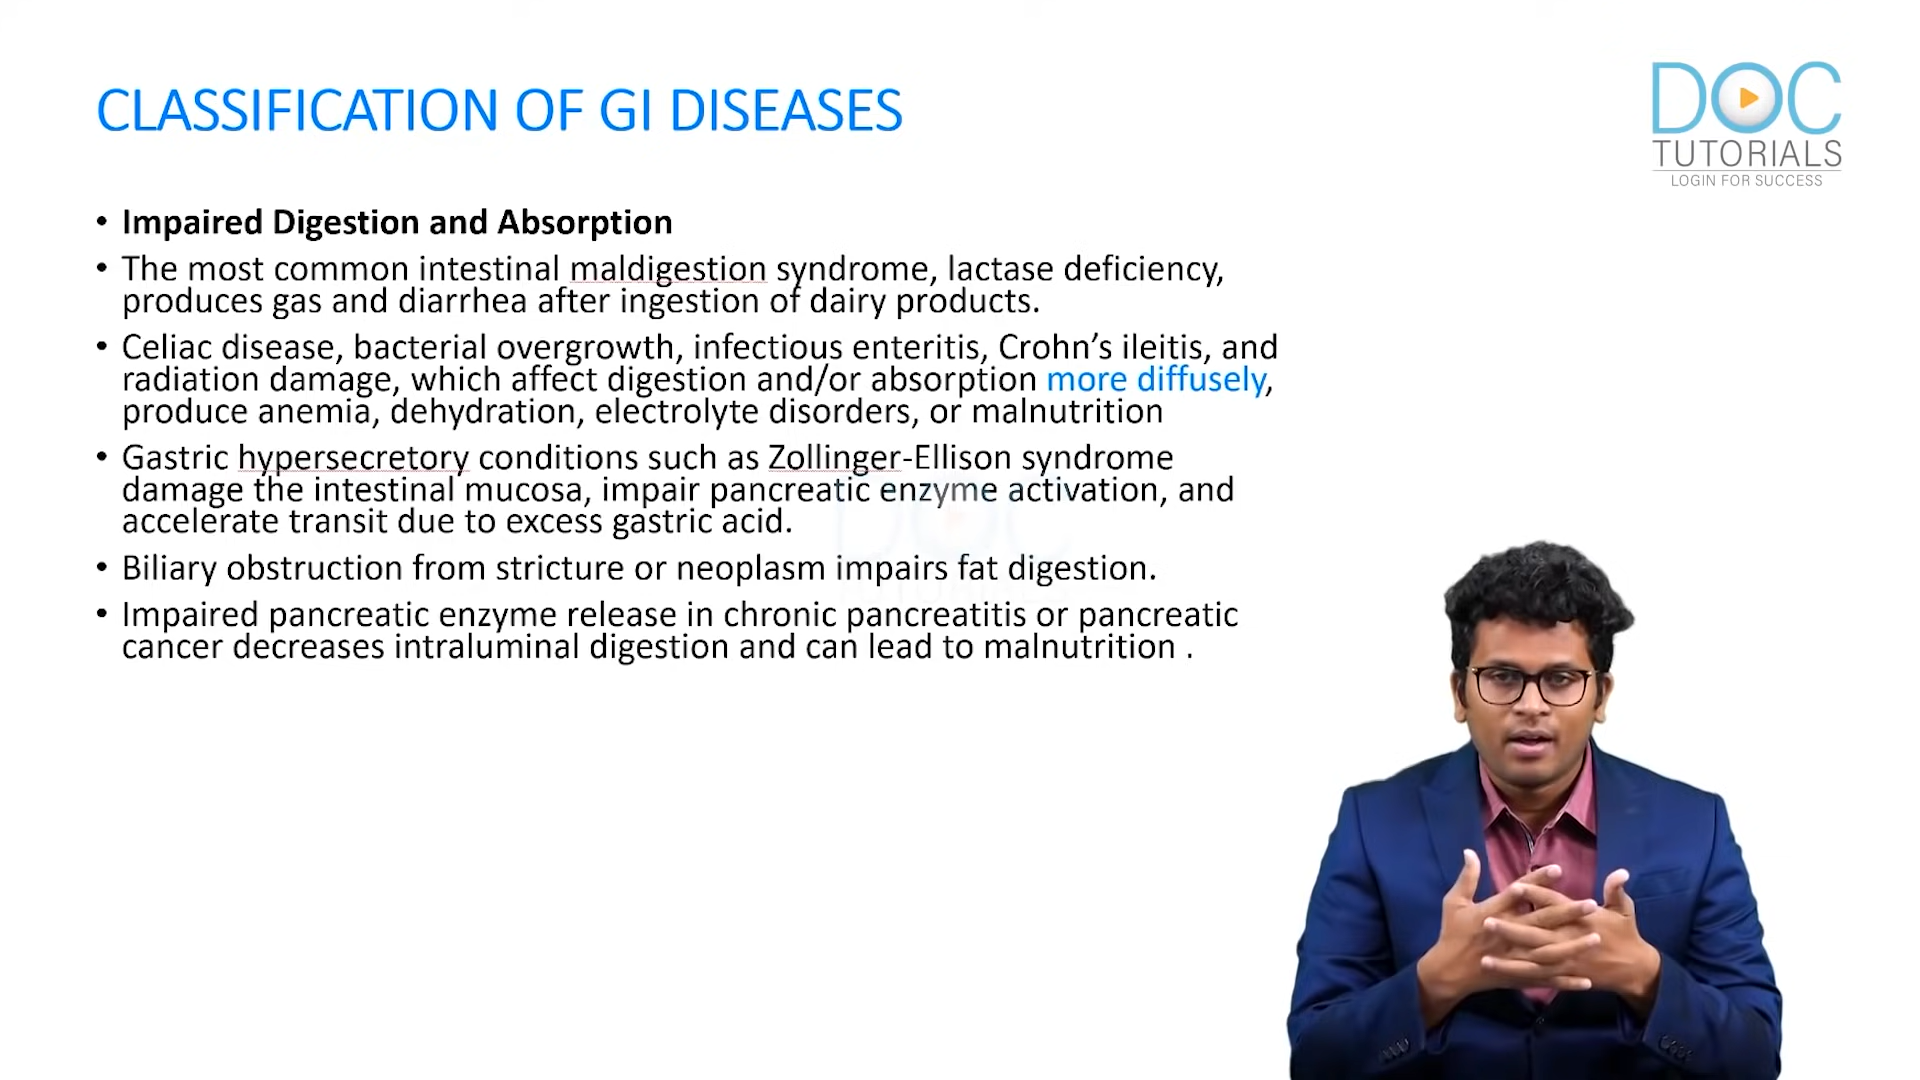 CLASSIFICATION OF GI DISEASES
DOC
TUTORIALS
LOGIN FOR SUCCESS
• Impaired Digestion and Absorption
• The most common intestinal maldigestion syndrome, lactase deficiency,
produces gas and diarrhea after ingestion of dairy products.
• Celiac disease, bacterial overgrowth, infectious enteritis, Crohn’s ileitis, and
radiation damage, which affect digestion and/or absorption more diffusely,
produce anemia, dehydration, electrolyte disorders, or malnutrition
• Gastric hypersecretory conditions such as Zollinger-Ellison syndrome
damage the intestinal mucosa, impair pancreatic enzyme activation, and
accelerate transit due to excess gastric acid.
• Biliary obstruction from stricture or neoplasm impairs fat digestion.
• Impaired pancreatic enzyme release in chronic pancreatitis or pancreatic
cancer decreases intraluminal digestion and can lead to malnutrition .
DOC
TUTORIALS